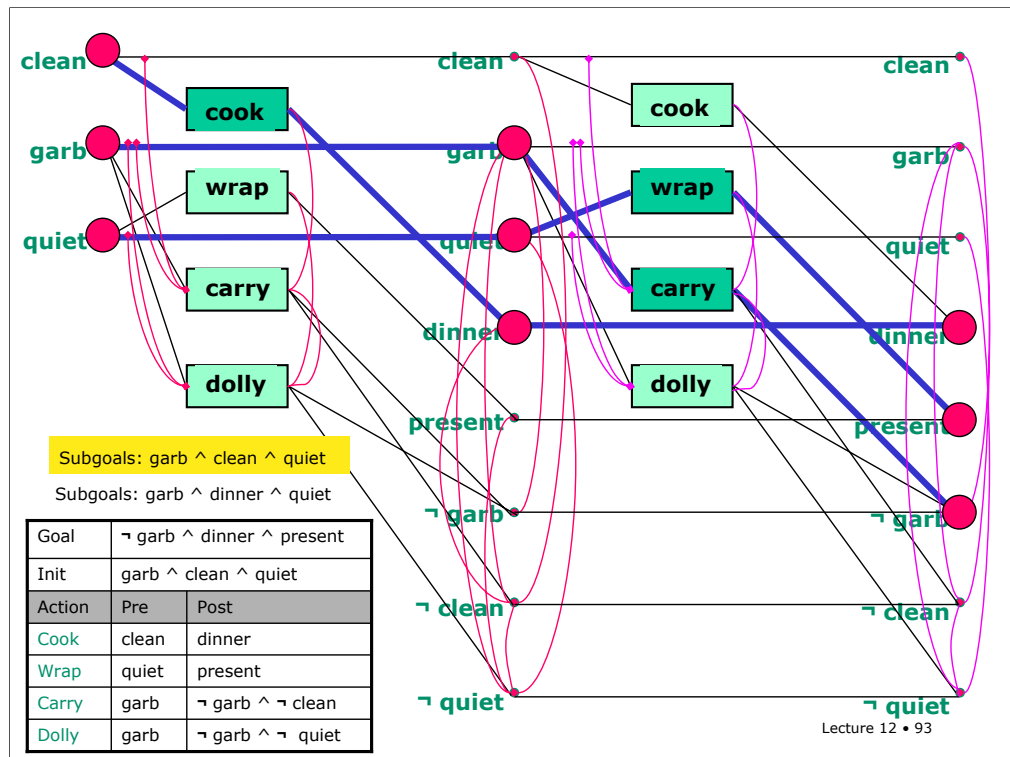 clean
clean
clean
cook
cook
garb
garb
garb
wrap
wrap
quiet
quiet
quiet
carry
carry
dinner
dinner
dolly
dolly
present
present
Subgoals: garb ^ clean ^ quiet
Subgoals: garb ^ dinner ^ quiet
¬ garb
¬ garb
Goal ¬ garb ^ dinner ^ present
Init garb ^ clean ^ quiet
Action Pre Post
Cook clean dinner
Wrap quiet present
Carry garb ¬ garb ^ ¬ clean
Dolly garb ¬ garb ^ ¬ quiet
¬ clean
¬ clean
¬ quiet
¬ quiet
Lecture 12 • 93